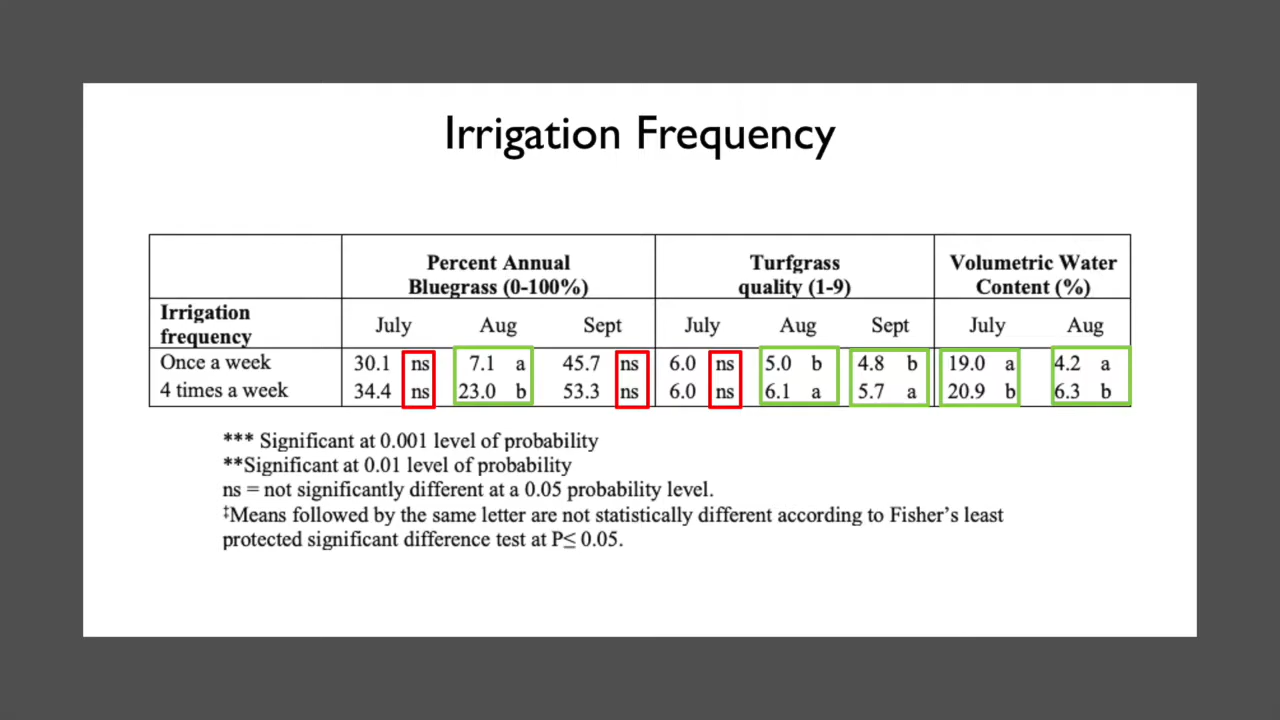 Irrigation Frequency
Percent Annual Bluegrass (0-100%) Turfgrass quality (1-9) Volumetric Water Content (%)
Irrigation frequency July Aug Sept July Aug Sept July Aug
Once a week 30.1 ns 7.1 a 45.7 ns 6.0 ns 5.0 b 4.8 b 19.0 a 4.2 a
4 times a week 34.4 ns 23.0 b 53.3 ns 6.0 ns 6.1 a 5.7 a 20.9 b 6.3 b
*** Significant at 0.001 level of probability
**Significant at 0.01 level of probability
ns = not significantly different at a 0.05 probability level.
‡Means followed by the same letter are not statistically different according to Fisher's least
protected significant difference test at P≤ 0.05.